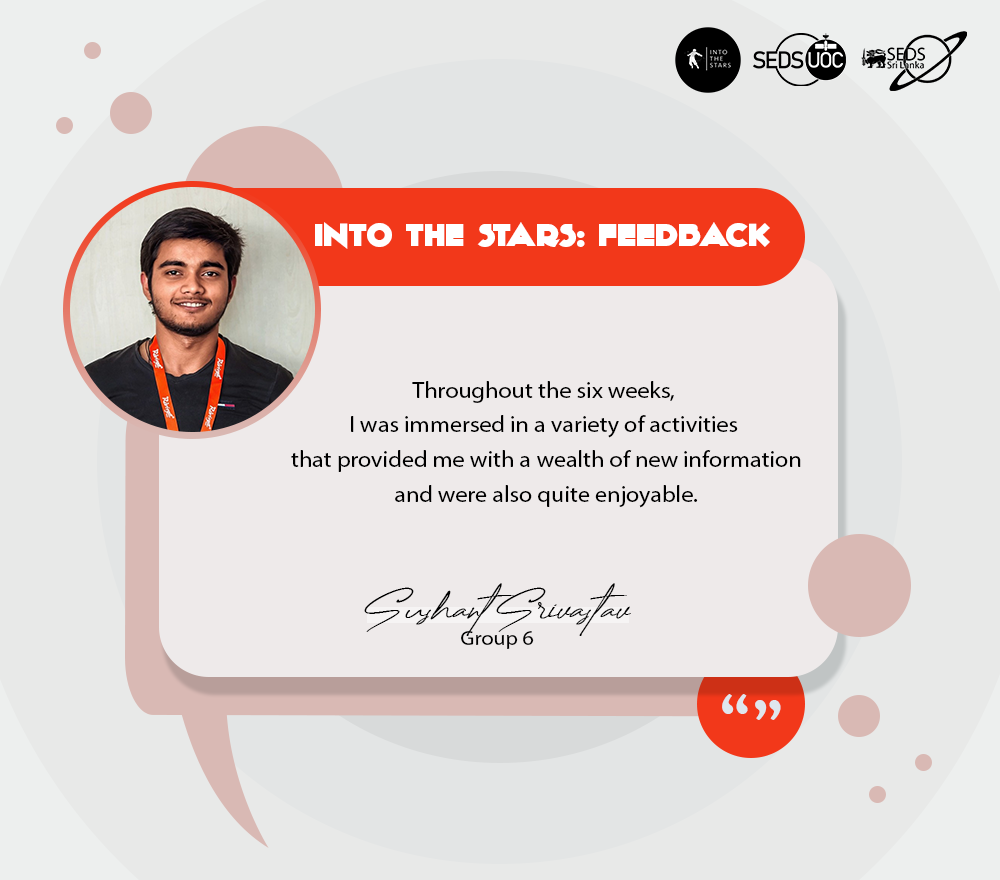 INTO
THE
STARS
SEDS UOC
SEDS
Sri Lanka
INTO THE STARS: FEEDBACK
Throughout the six weeks,
I was immersed in a variety of activities
that provided me with a wealth of new information
and were also quite enjoyable.
Sushant Srivastav
Group 6
“ ”